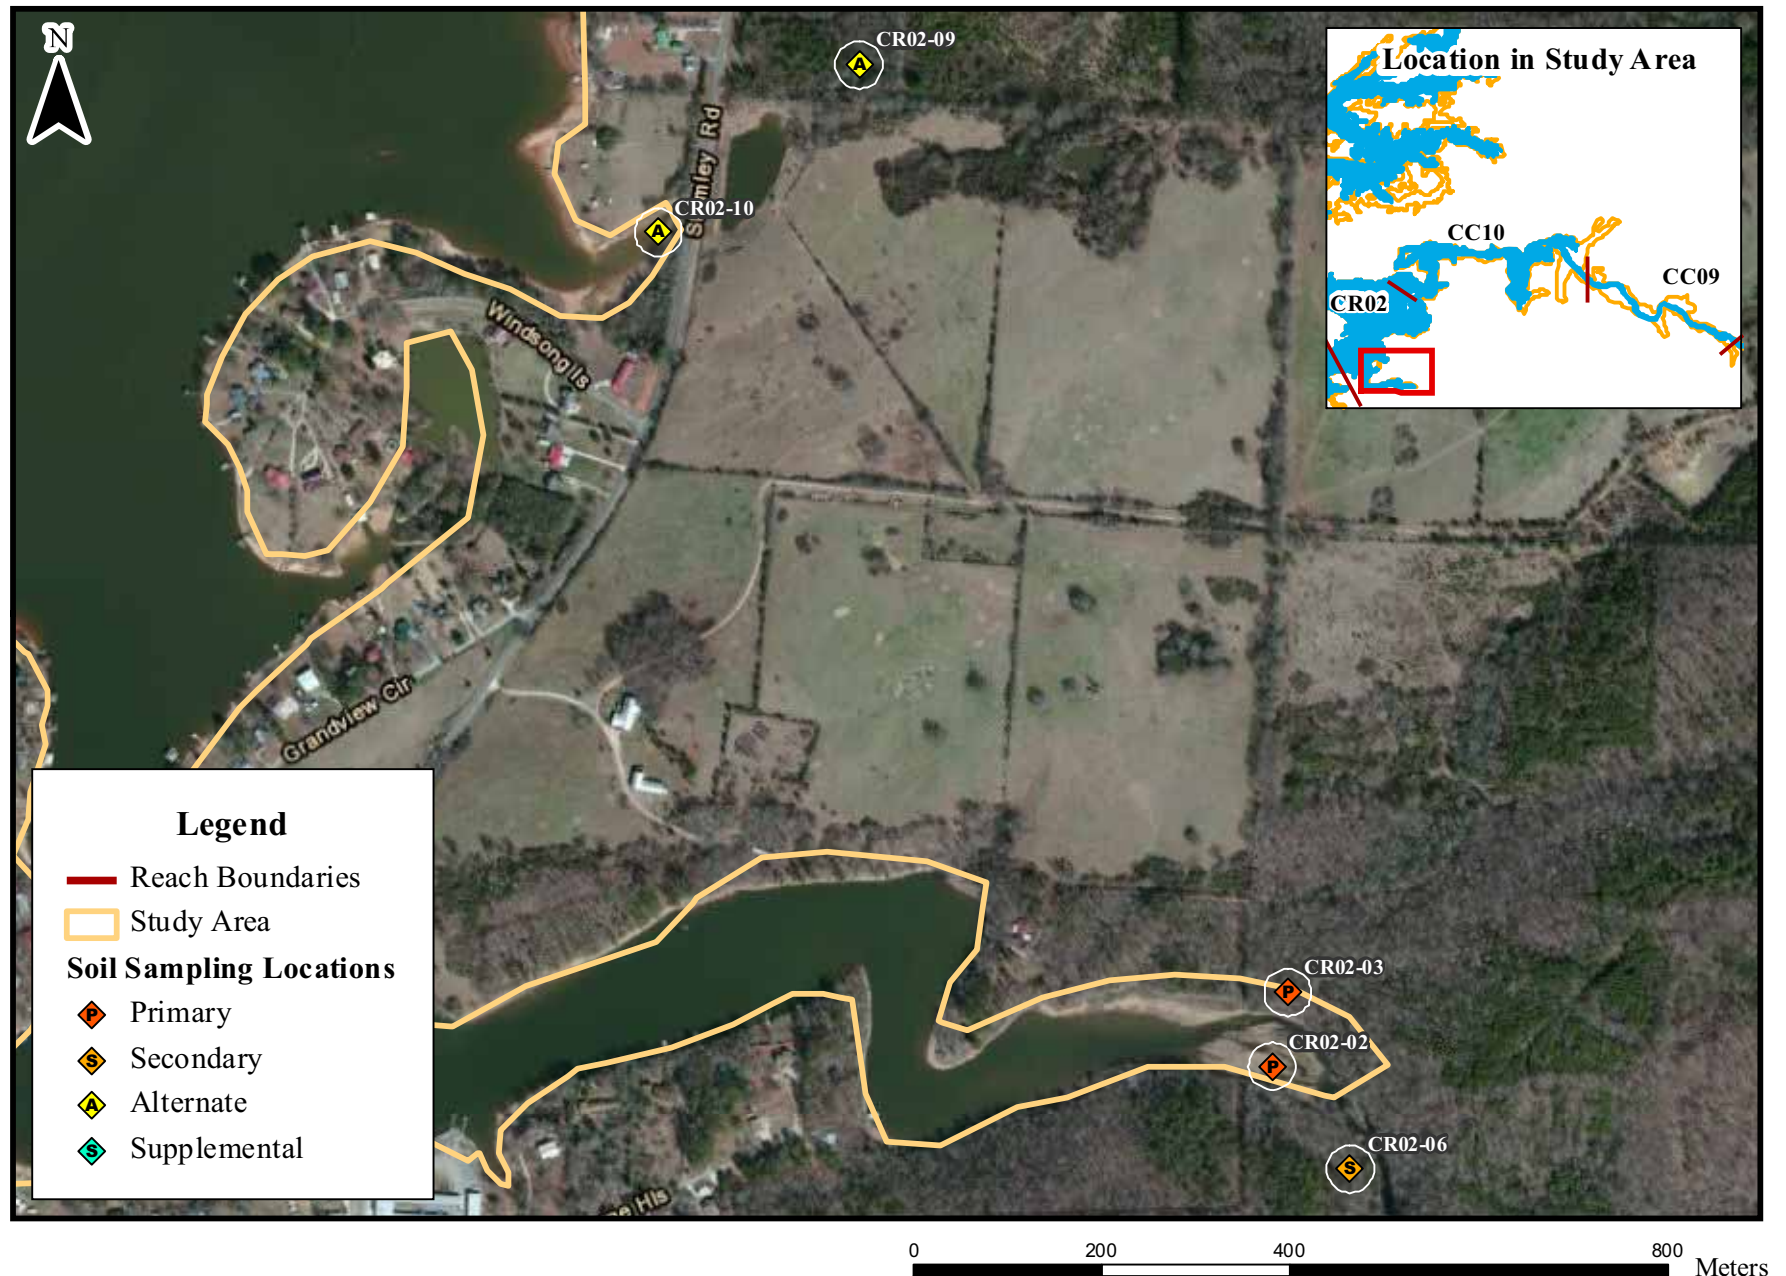 N
CR02-09
Location in Study Area
CC10
CC09
CR02
Rd
CR02-10
Windsong Is
Grandview Cir
CR02-03
CR02-02
CR02-06
Hls
Legend
Reach Boundaries
Study Area
Soil Sampling Locations
P Primary
S Secondary
A Alternate
S Supplemental
A
A
P
P
S
0 200 400 800
Meters